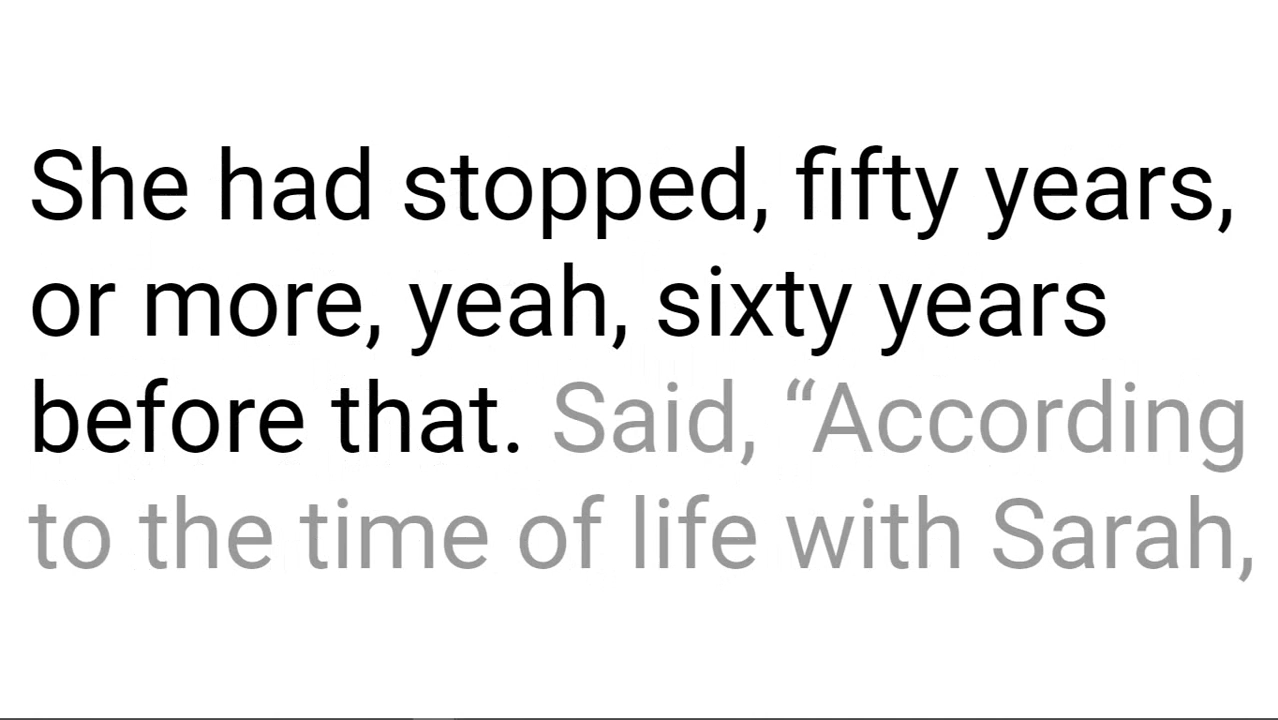 She had stopped, fifty years,
or more, yeah, sixty years
before that. Said, “According
to the time of life with Sarah,